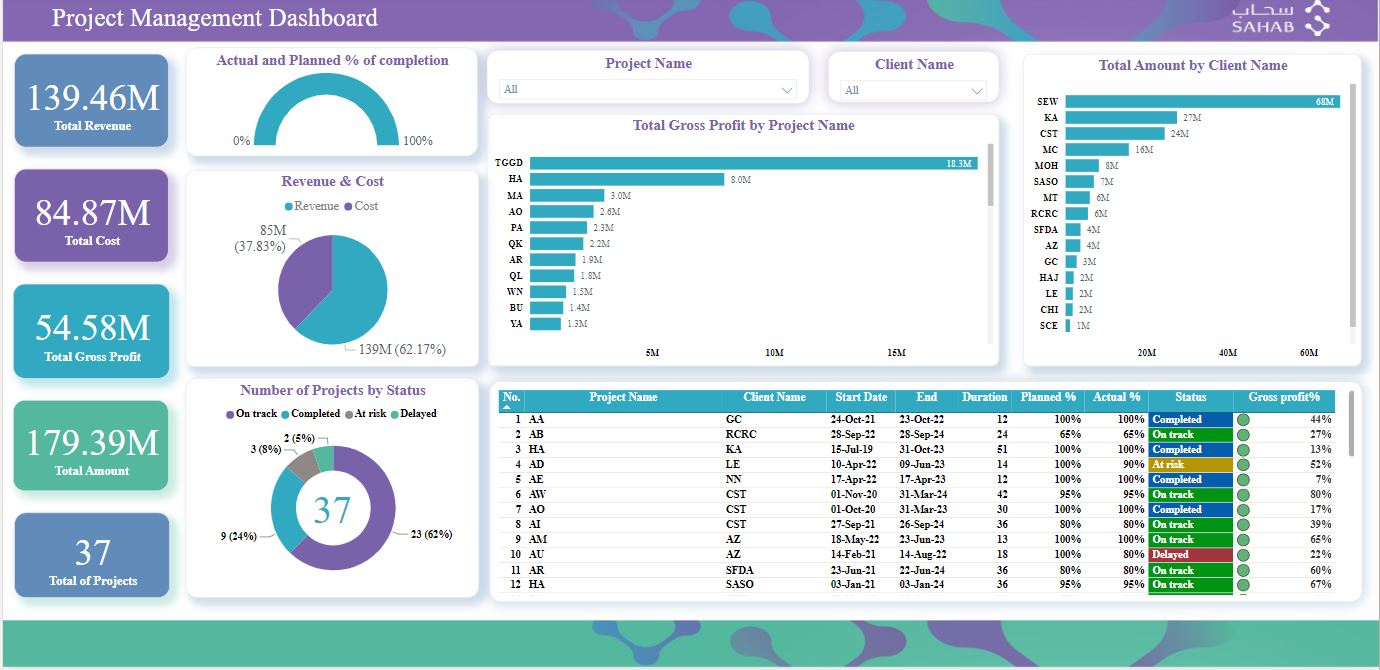 Project Management Dashboard
سحاب
SAHAB
139.46M
Total Revenue
84.87M
Total Cost
54.58M
Total Gross Profit
179.39M
Total Amount
37
Total of Projects
Actual and Planned % of completion
0%
100%
Revenue & Cost
Revenue Cost
85M
(37.83%)
139M (62.17%)
Number of Projects by Status
On track Completed At risk Delayed
2 (5%)
3 (8%)
37
9 (24%)
23 (62%)
Project Name
All
Client Name
All
Total Gross Profit by Project Name
TGGD 18.3M
HA 8.0M
MA 3.0M
AO 2.6M
PA 2.3M
QK 2.2M
AR 1.9M
QL 1.8M
WN 1.5M
BU 1.4M
YA 1.3M
5M 10M 15M
Total Amount by Client Name
SEW 68M
KA 27M
CST 24M
MC 16M
MOH 8M
SASO 7M
MT 6M
RCRC 6M
SFDA 4M
AZ 4M
GC 3M
HAJ 2M
LE 2M
CHI 2M
SCE 1M
20M 40M 60M
No. Project Name Client Name Start Date End Duration Planned % Actual % Status Gross profit%
1 AA GC 24-Oct-21 23-Oct-22 12 100% 100% Completed 44%
2 AB RCRC 28-Sep-22 28-Sep-24 24 65% 65% On track 27%
3 HA KA 15-Jul-19 31-Oct-23 51 100% 100% Completed 13%
4 AD LE 10-Apr-22 09-Jun-23 14 100% 90% At risk 52%
5 AE NN 17-Apr-22 17-Apr-23 12 100% 100% Completed 7%
6 AW CST 01-Nov-20 31-Mar-24 42 95% 95% On track 80%
7 AO CST 01-Oct-20 31-Mar-23 30 100% 100% Completed 17%
8 AI CST 27-Sep-21 26-Sep-24 36 80% 80% On track 39%
9 AM AZ 18-May-22 23-Jun-23 13 100% 100% On track 65%
10 AU AZ 14-Feb-21 14-Aug-22 18 100% 80% Delayed 22%
11 AR SFDA 23-Jun-21 22-Jun-24 36 80% 80% On track 60%
12 HA SASO 03-Jan-21 03-Jan-24 36 95% 95% On track 67%